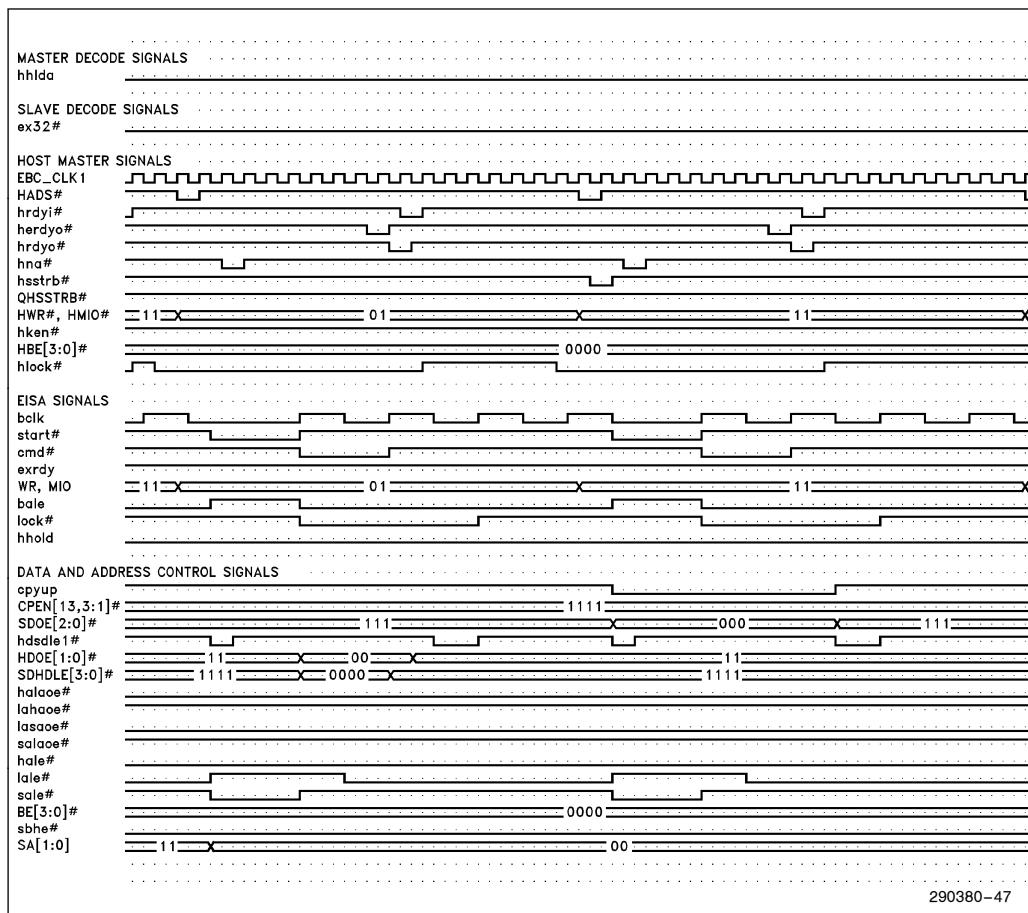 MASTER DECODE SIGNALS
hhlda
SLAVE DECODE SIGNALS
ex32#
HOST MASTER SIGNALS
EBC_CLK1
HADS#
hrdyi#
herdyo#
hrdyo#
hna#
hsstrb#
QHSSTRB#
HWR#, HMIO# 11 01 11
hken#
HBE[3:0]# 0000
hlock#
EISA SIGNALS
bclk
start#
cmd#
exrdy
WR, MIO 11 01 11
bale
lock#
hhold
DATA AND ADDRESS CONTROL SIGNALS
cpyup
CPEN[13,3:1]# 1111
SDOE[2:0]# 111 000 111
hdsdle1#
HDOE[1:0]# 11 00 11
SDHDLE[3:0]# 1111 0000 1111
halaoe#
lahaoe#
lasaoe#
salaoe#
hale#
lale#
sale#
BE[3:0]# 0000
sbhe#
SA[1:0] 11 00
290380-47